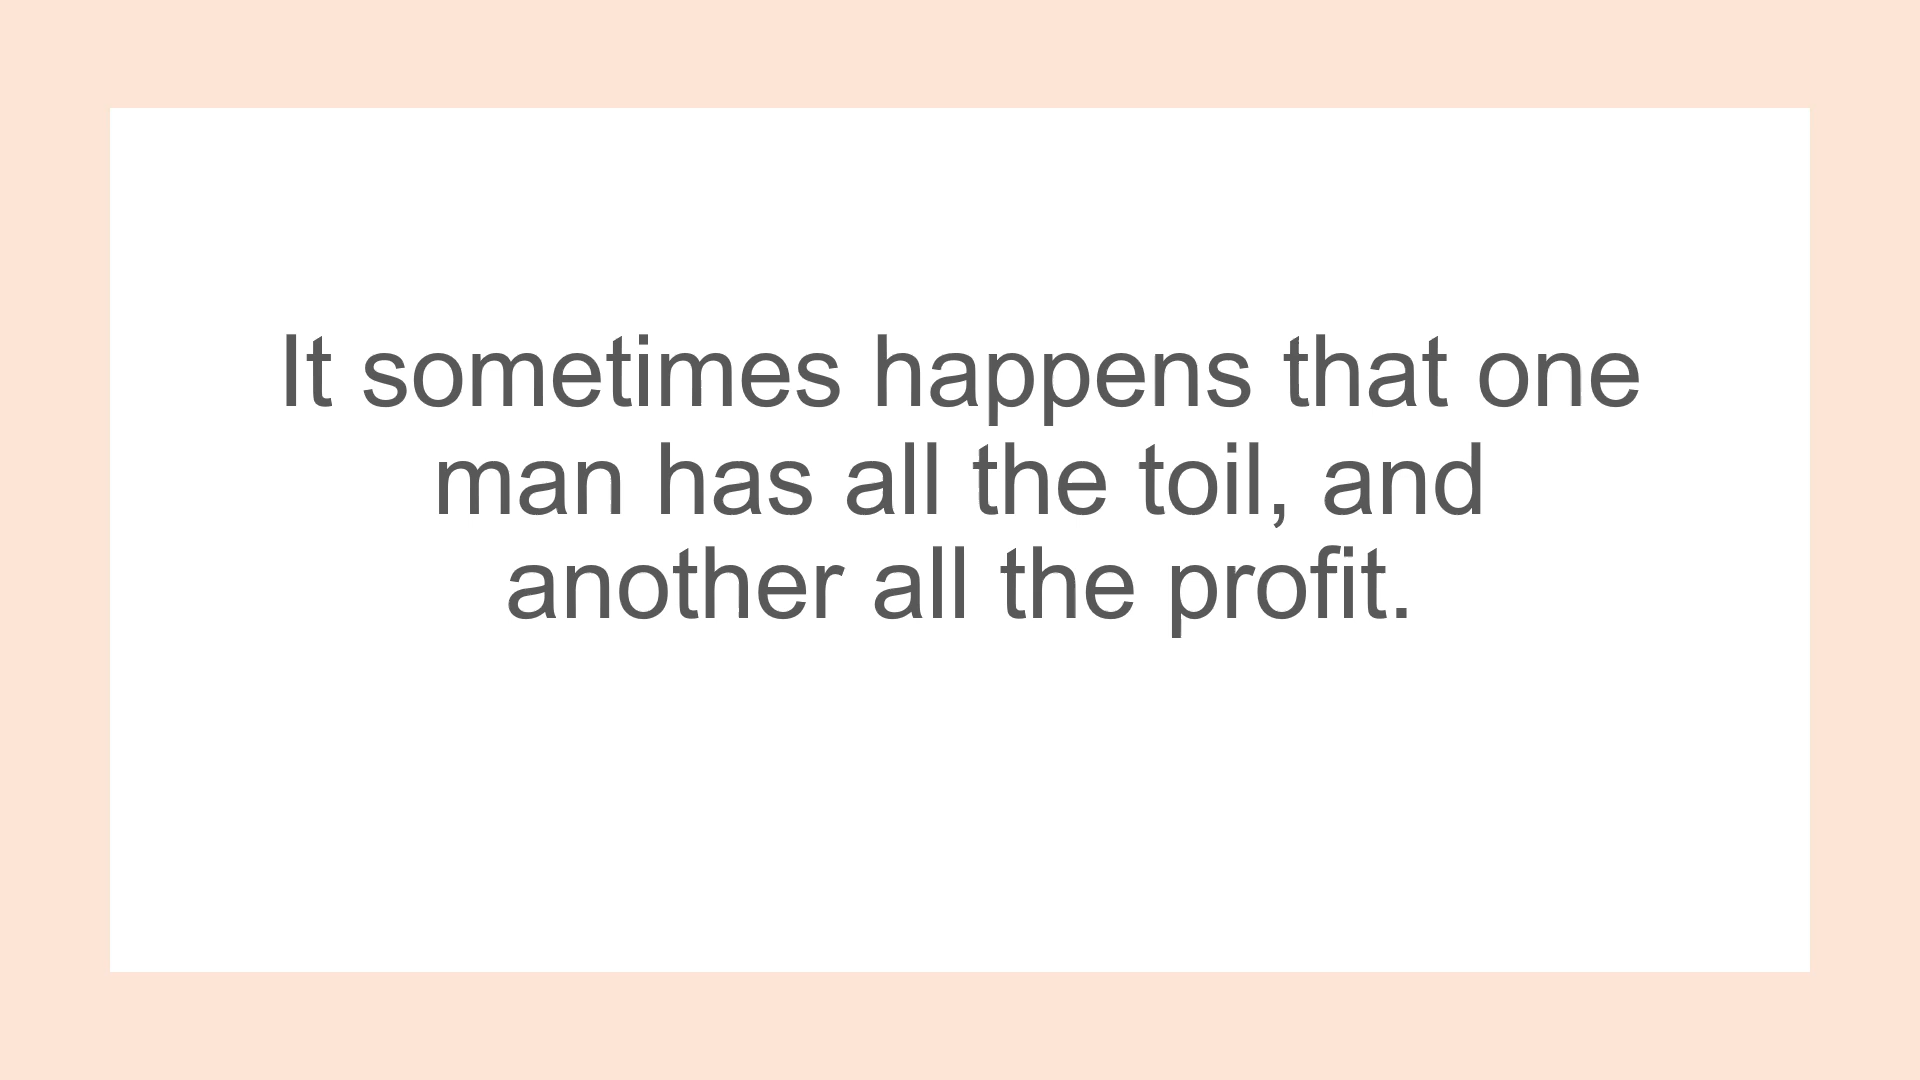 It sometimes happens that one
man has all the toil, and
another all the profit.